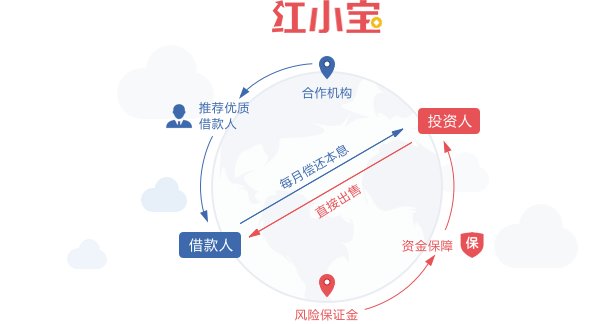 红小宝
合作机构
推荐优质
借款人
投资人
每月偿还本息
直接出售
借款人
资金保障
保
风险保证金